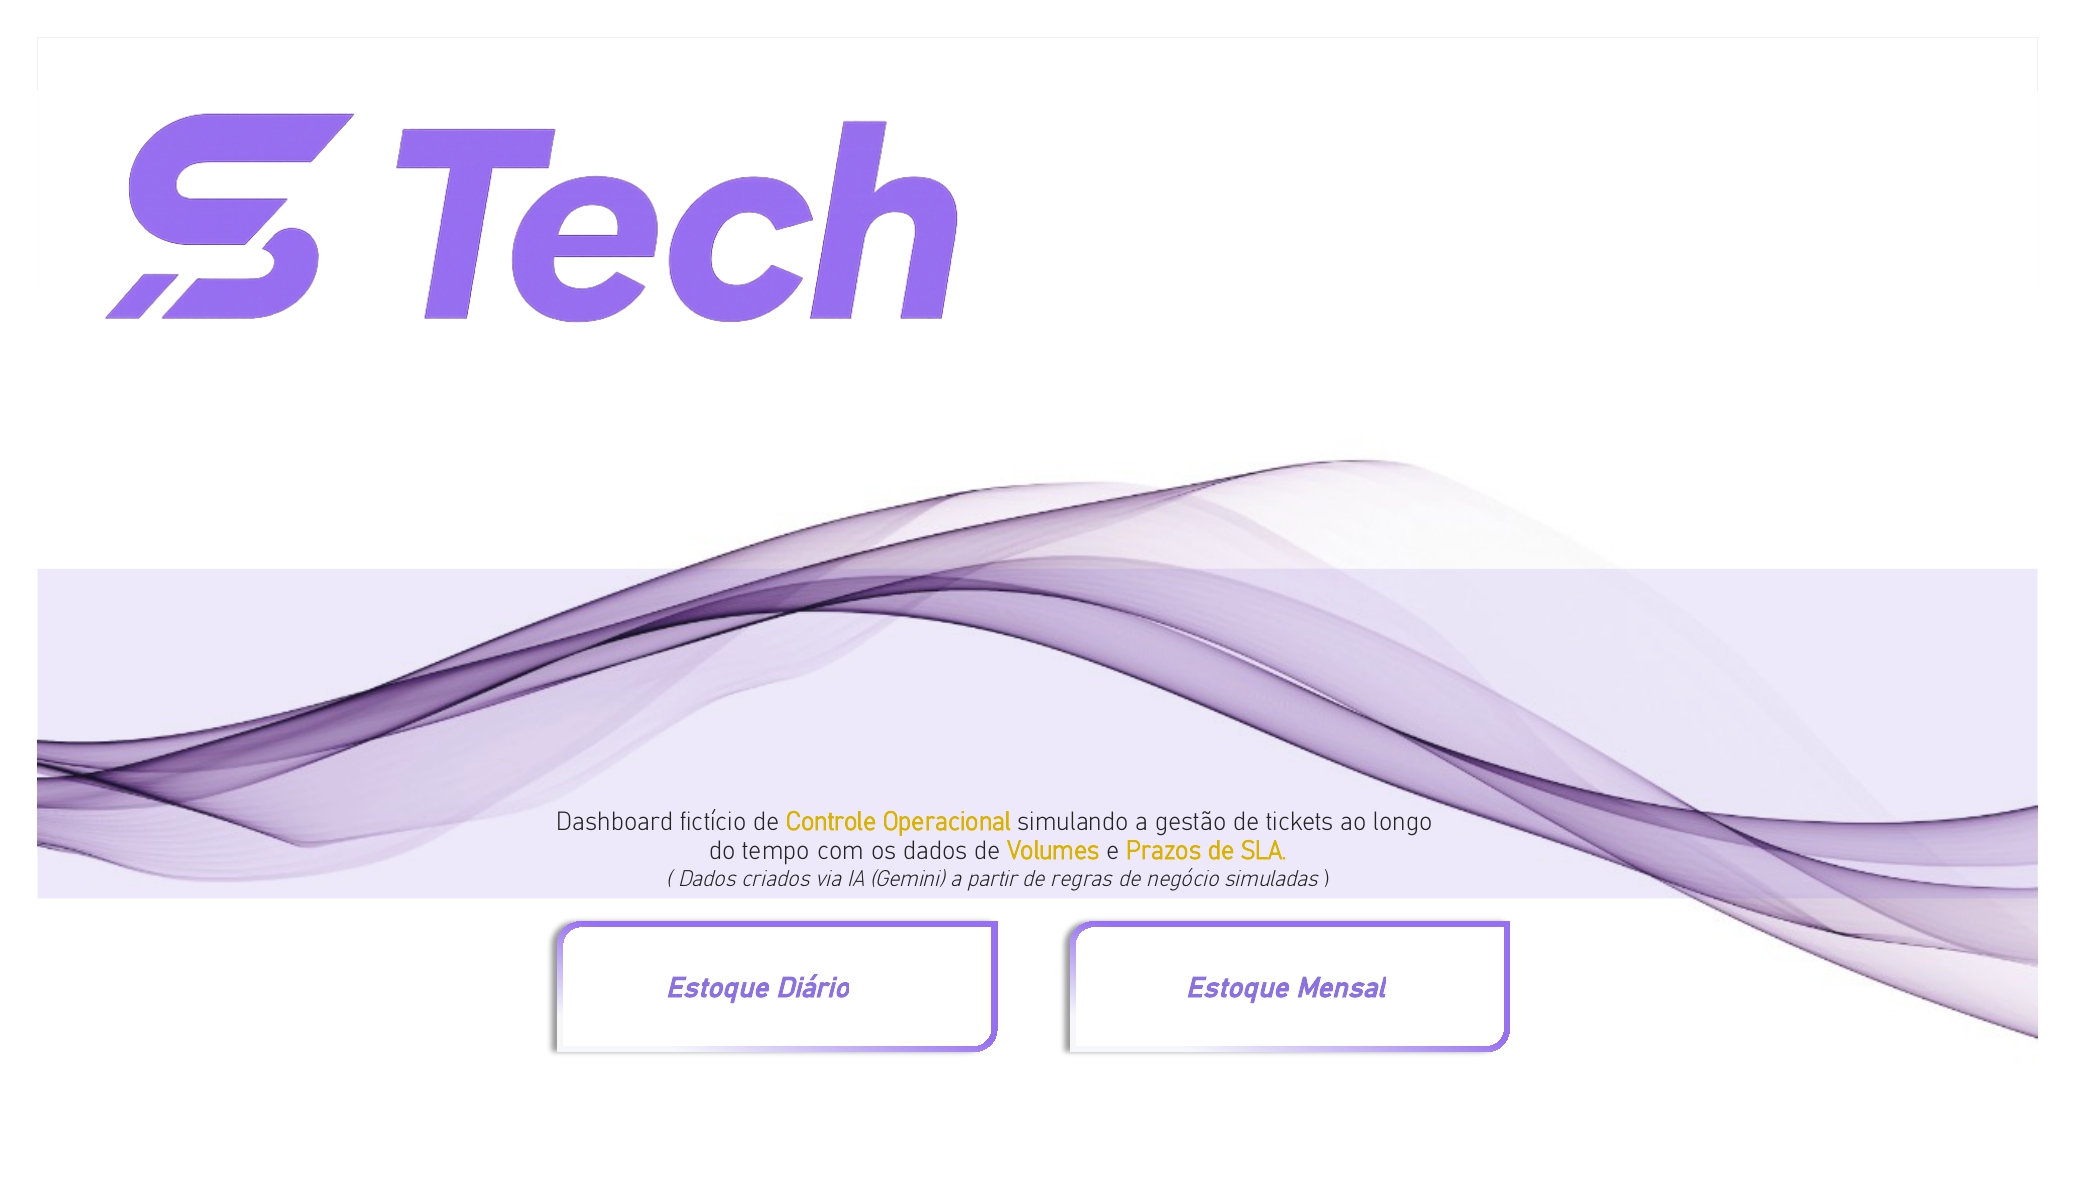 S Tech
Dashboard fictício de Controle Operacional simulando a gestão de tickets ao longo
do tempo com os dados de Volumes e Prazos de SLA.
( Dados criados via IA (Gemini) a partir de regras de negócio simuladas )
Estoque Diário
Estoque Mensal